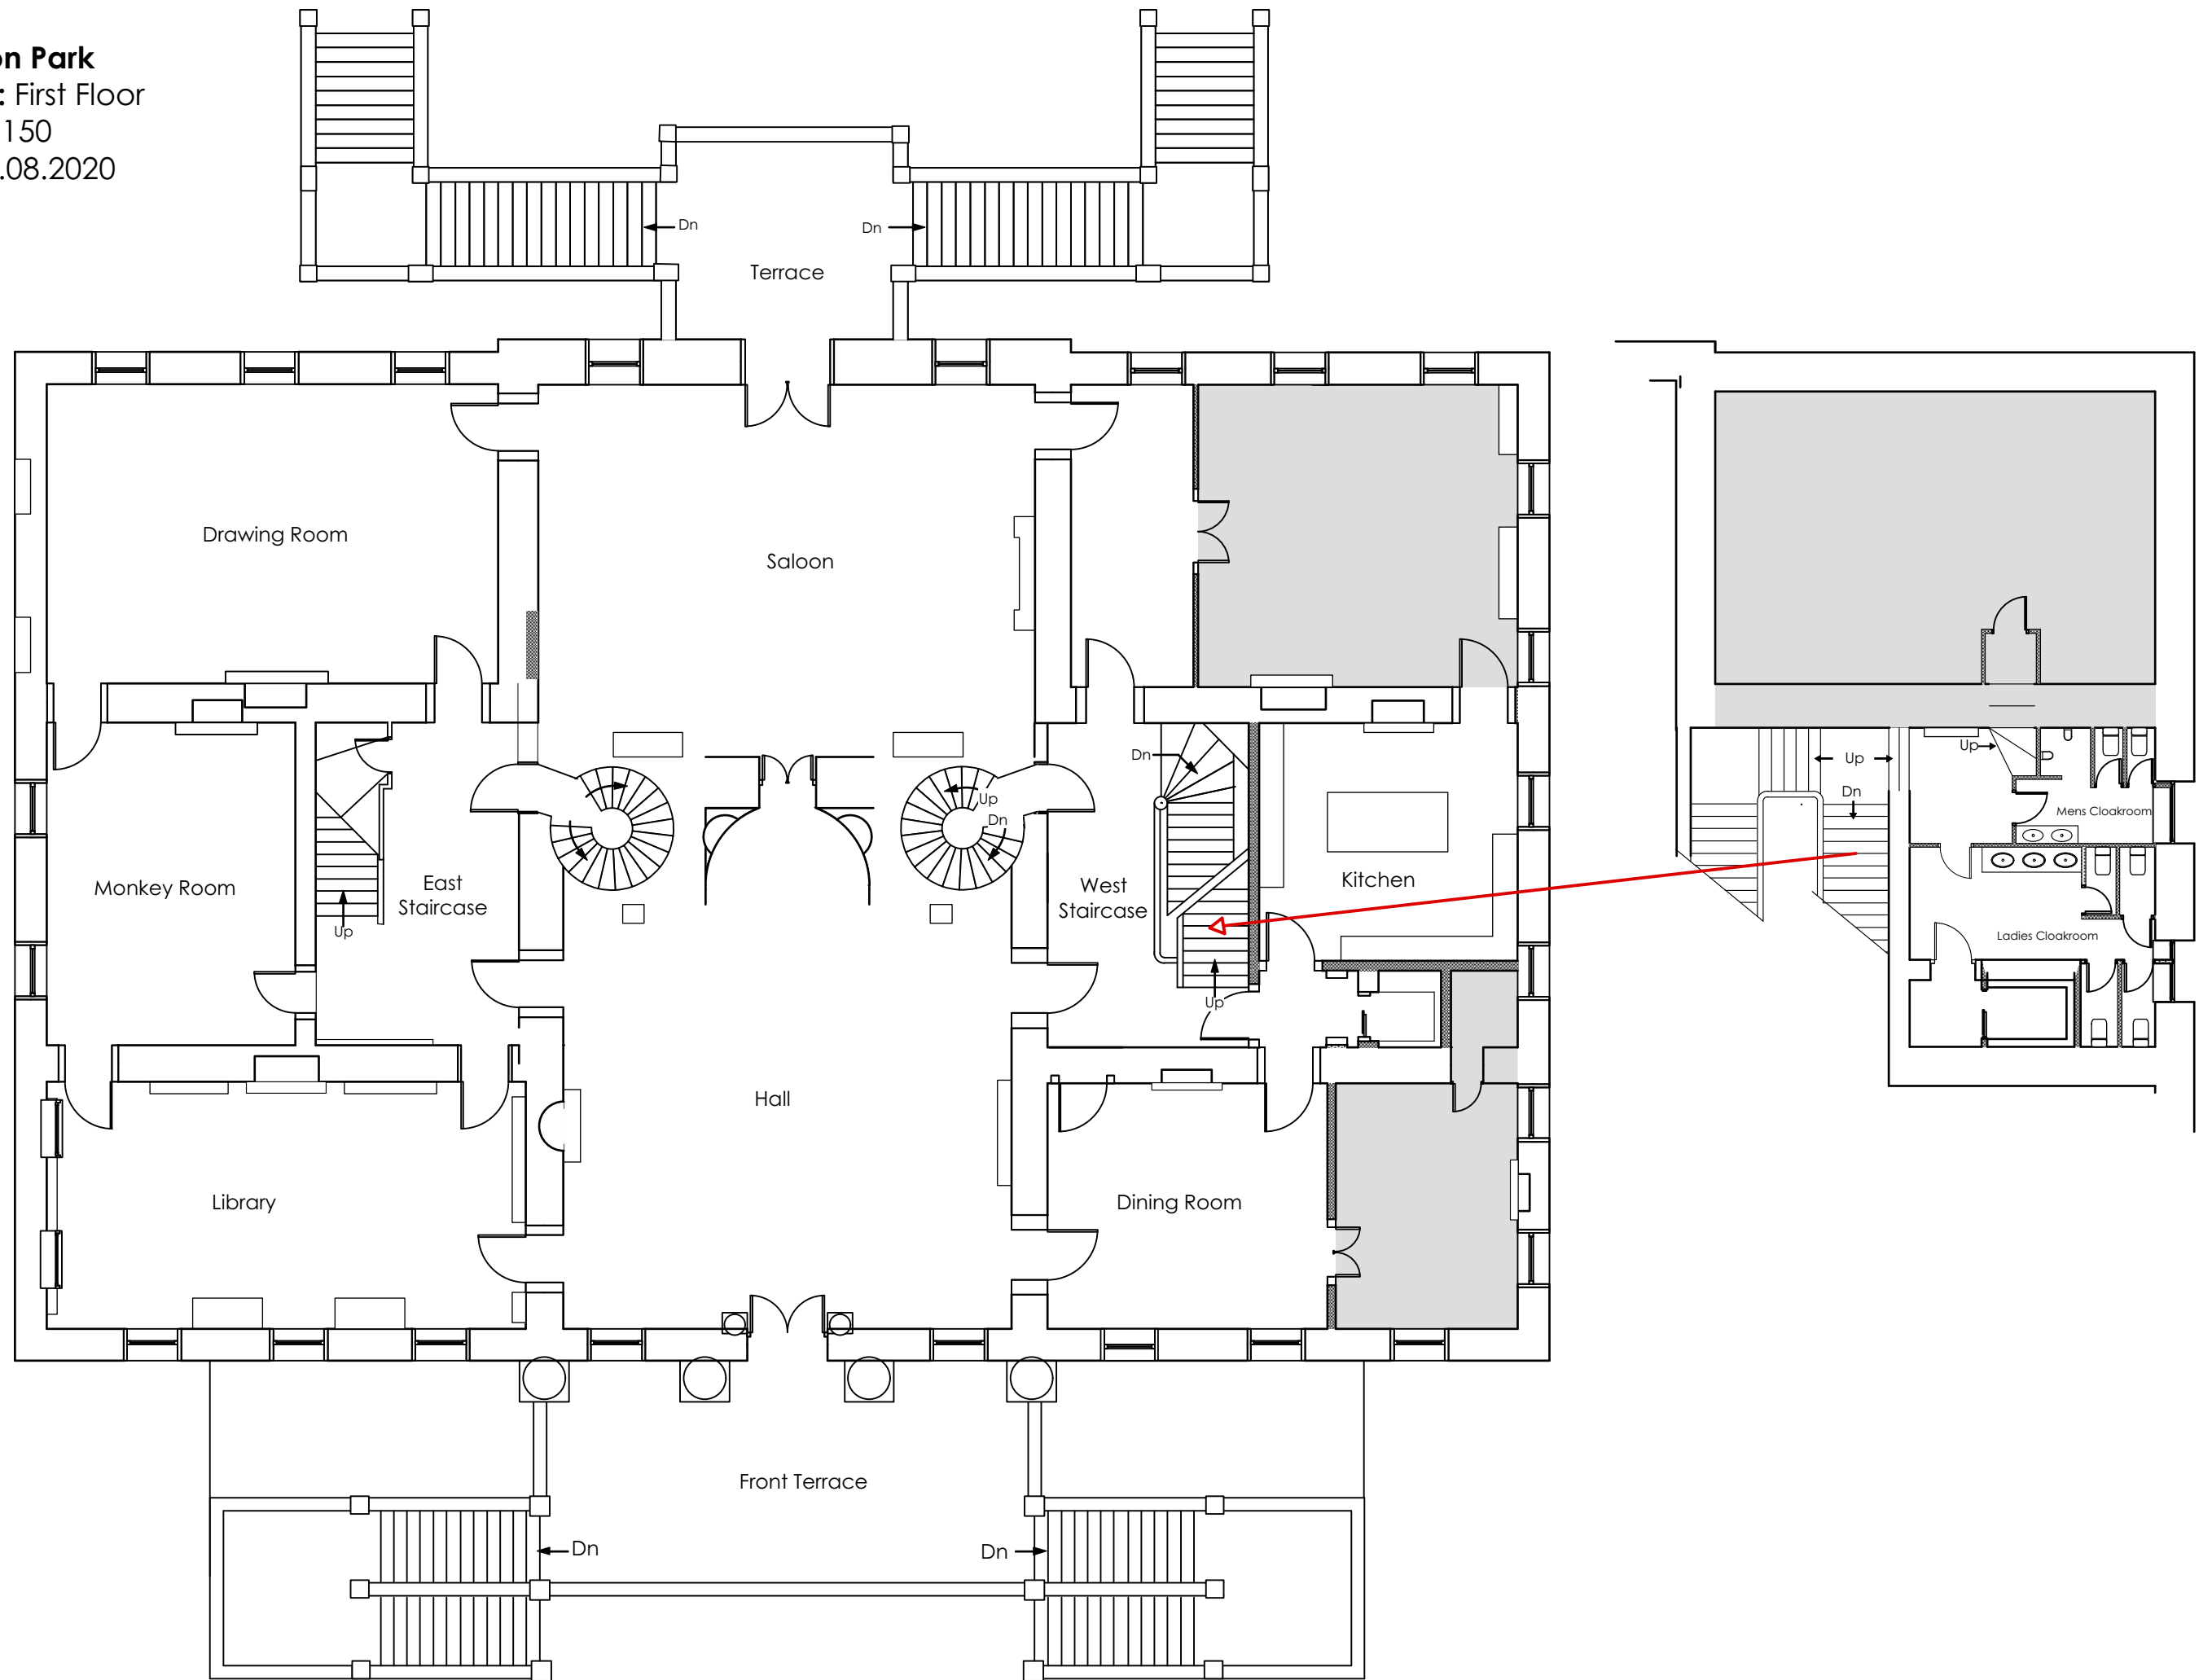 on Park
: First Floor
150
.08.2020
Dn
Dn
Terrace
Drawing Room
Saloon
Dn
Up
Up
Dn
Up
Dn
Mens Cloakroom
Monkey Room
East
Staircase
West
Staircase
Kitchen
Up
Ladies Cloakroom
Up
Hall
Library
Dining Room
Front Terrace
Dn
Dn